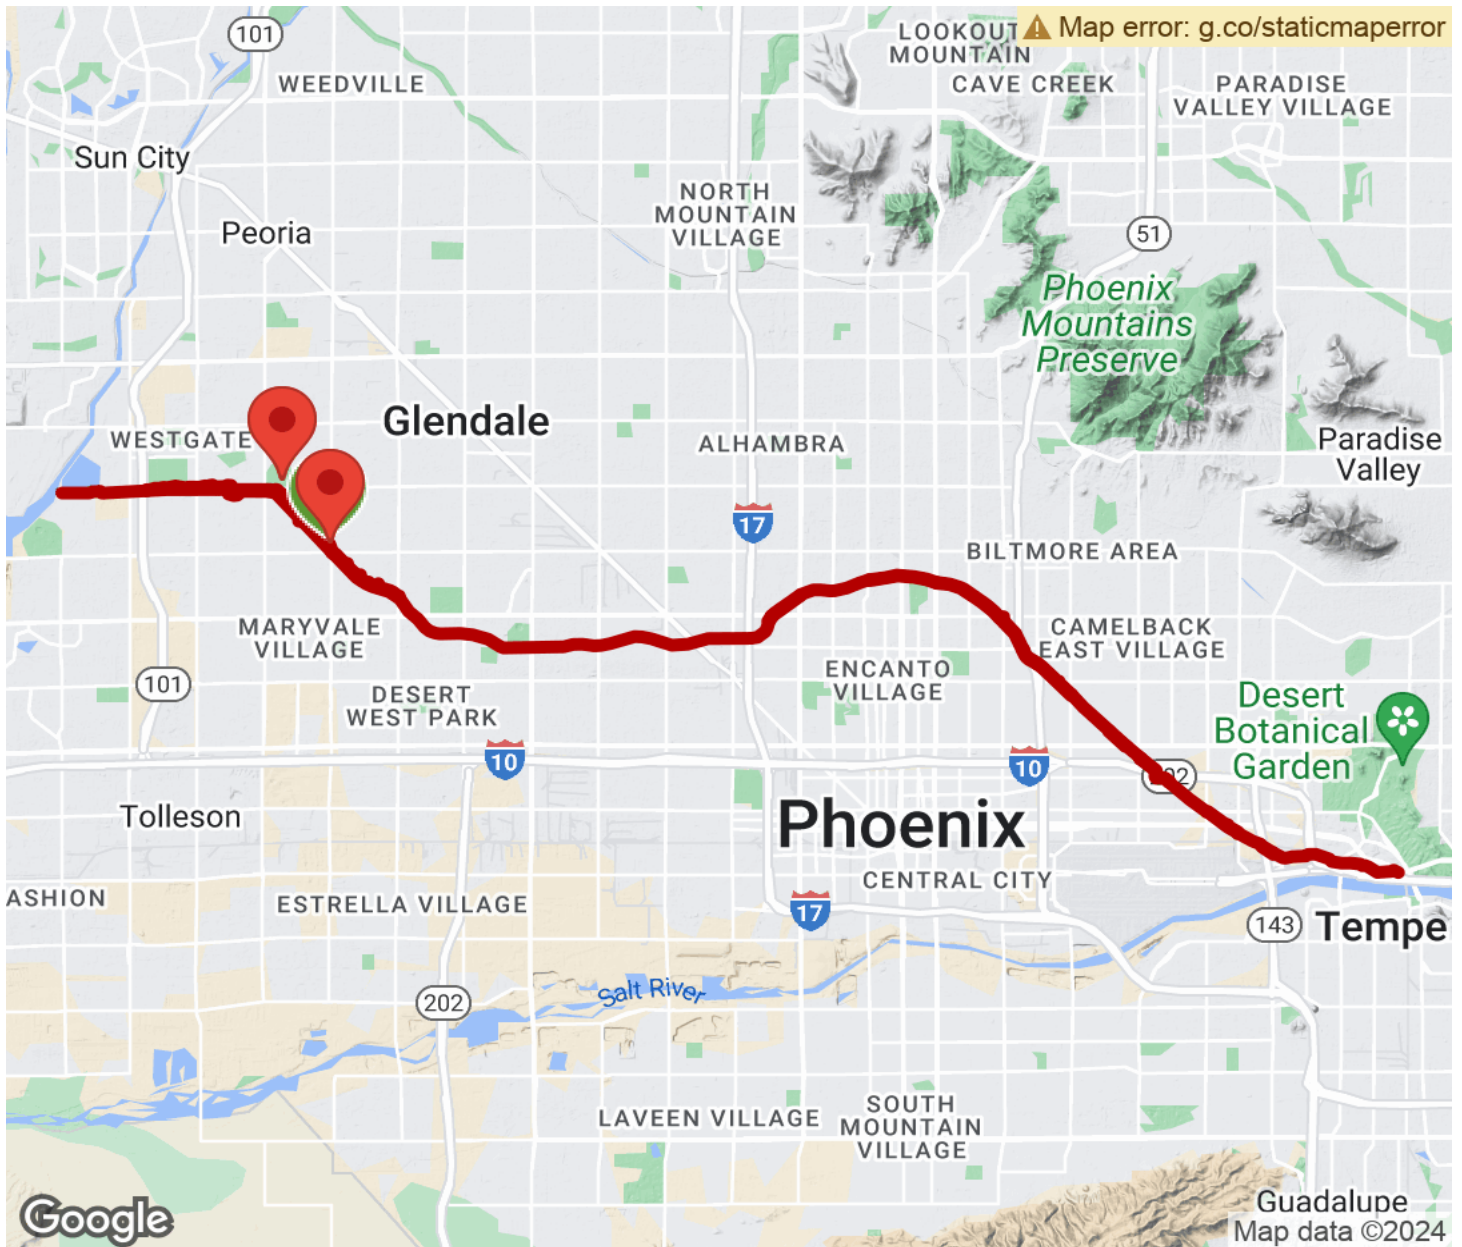 Map error: g.co/staticmaperror
101
LOOKOUT
MOUNTAIN
WEEDVILLE
CAVE CREEK
PARADISE
VALLEY VILLAGE
Sun City
NORTH
MOUNTAIN
VILLAGE
Peoria
51
Phoenix
Mountains
Preserve
Glendale
WESTGATE
ALHAMBRA
Paradise
Valley
17
BILTMORE AREA
MARYVALE
VILLAGE
CAMELBACK
EAST VILLAGE
101
ENCANTO
VILLAGE
DESERT
WEST PARK
Desert
Botanical
Garden
10
10
Tolleson
Phoenix
CENTRAL CITY
ASHION
ESTRELLA VILLAGE
17
143
Tempe
Salt River
202
LAVEEN VILLAGE
SOUTH
MOUNTAIN
VILLAGE
Guadalupe
Google
Map data ©2024